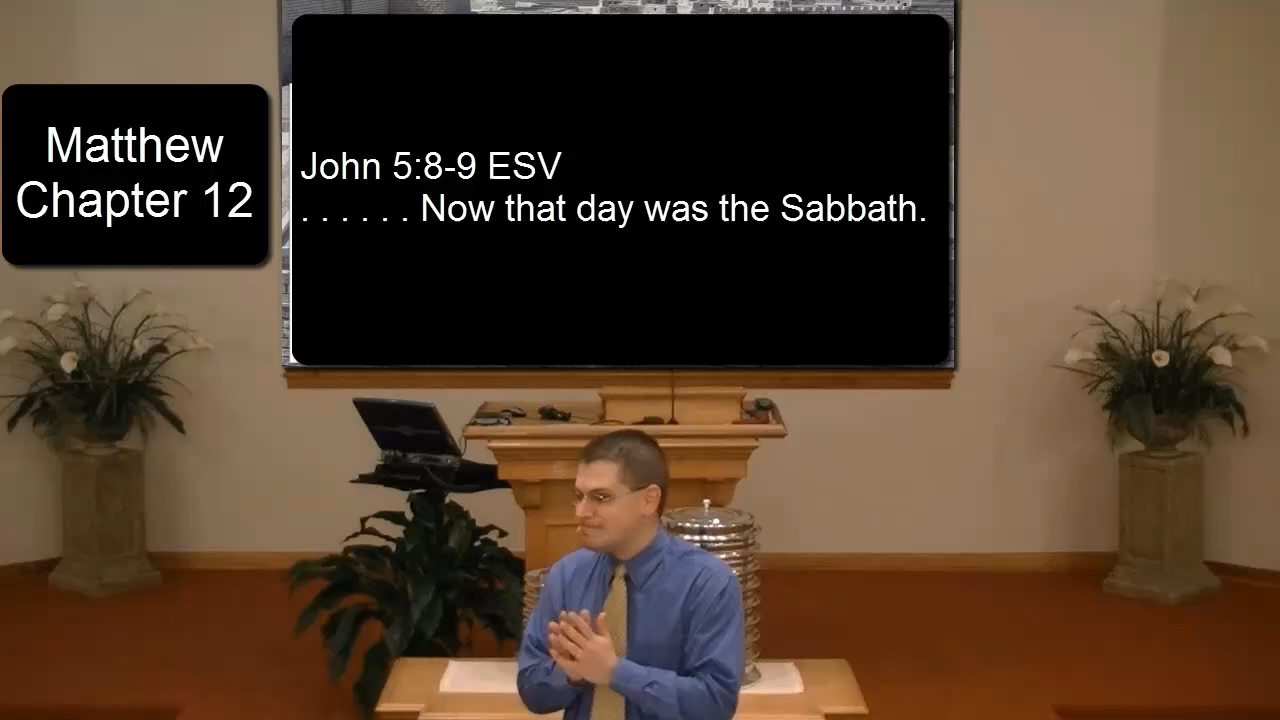 Matthew
Chapter 12
John 5:8-9 ESV
. . . . . . Now that day was the Sabbath.